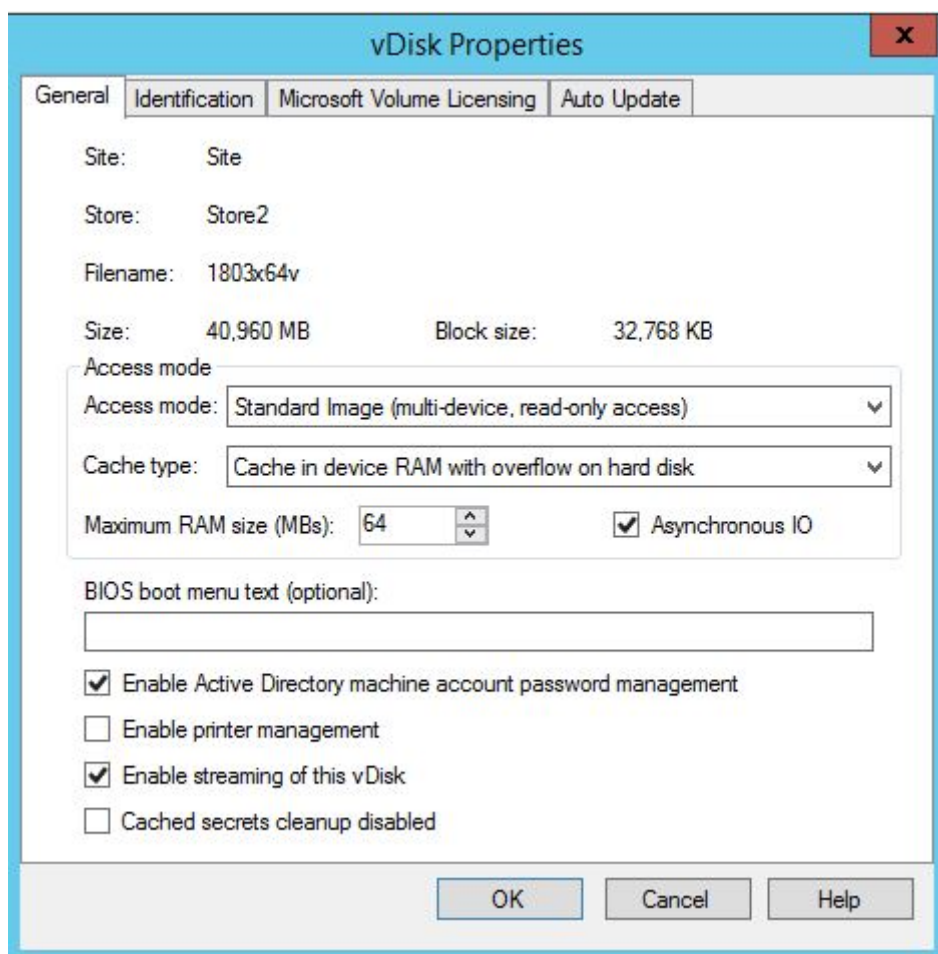 vDisk Properties
x
General Identification Microsoft Volume Licensing Auto Update
Site: Site
Store: Store2
Filename: 1803x64v
Size: 40,960 MB Block size: 32,768 KB
Access mode
Access mode: Standard Image (multi-device, read-only access)
Cache type: Cache in device RAM with overflow on hard disk
Maximum RAM size (MBs): 64 Asynchronous IO
BIOS boot menu text (optional):
Enable Active Directory machine account password management
Enable printer management
Enable streaming of this vDisk
Cached secrets cleanup disabled
OK Cancel Help